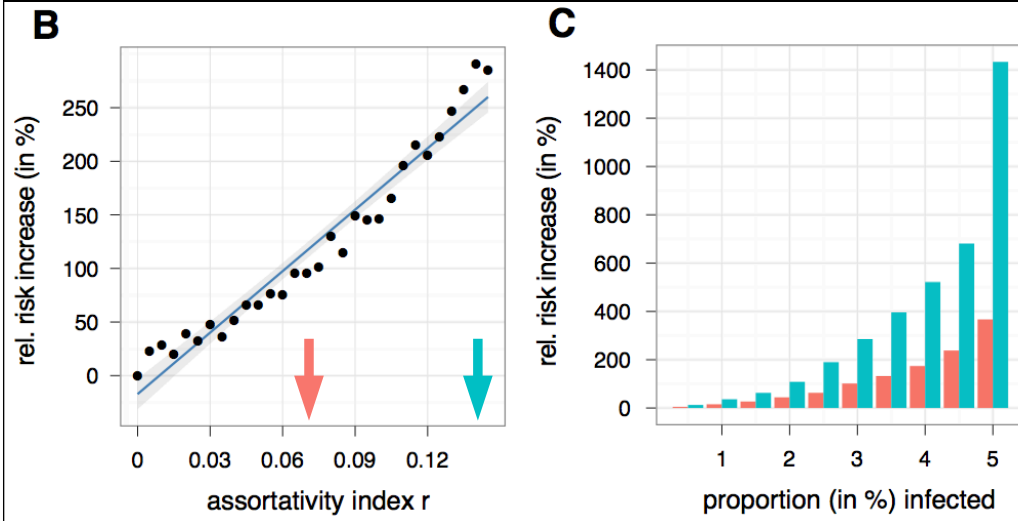 B
rel. risk increase (in %)
250
200
150
100
50
0
0 0.03 0.06 0.09 0.12
assortativity index r
C
rel. risk increase (in %)
1400
1200
1000
800
600
400
200
0
1 2 3 4 5
proportion (in %) infected